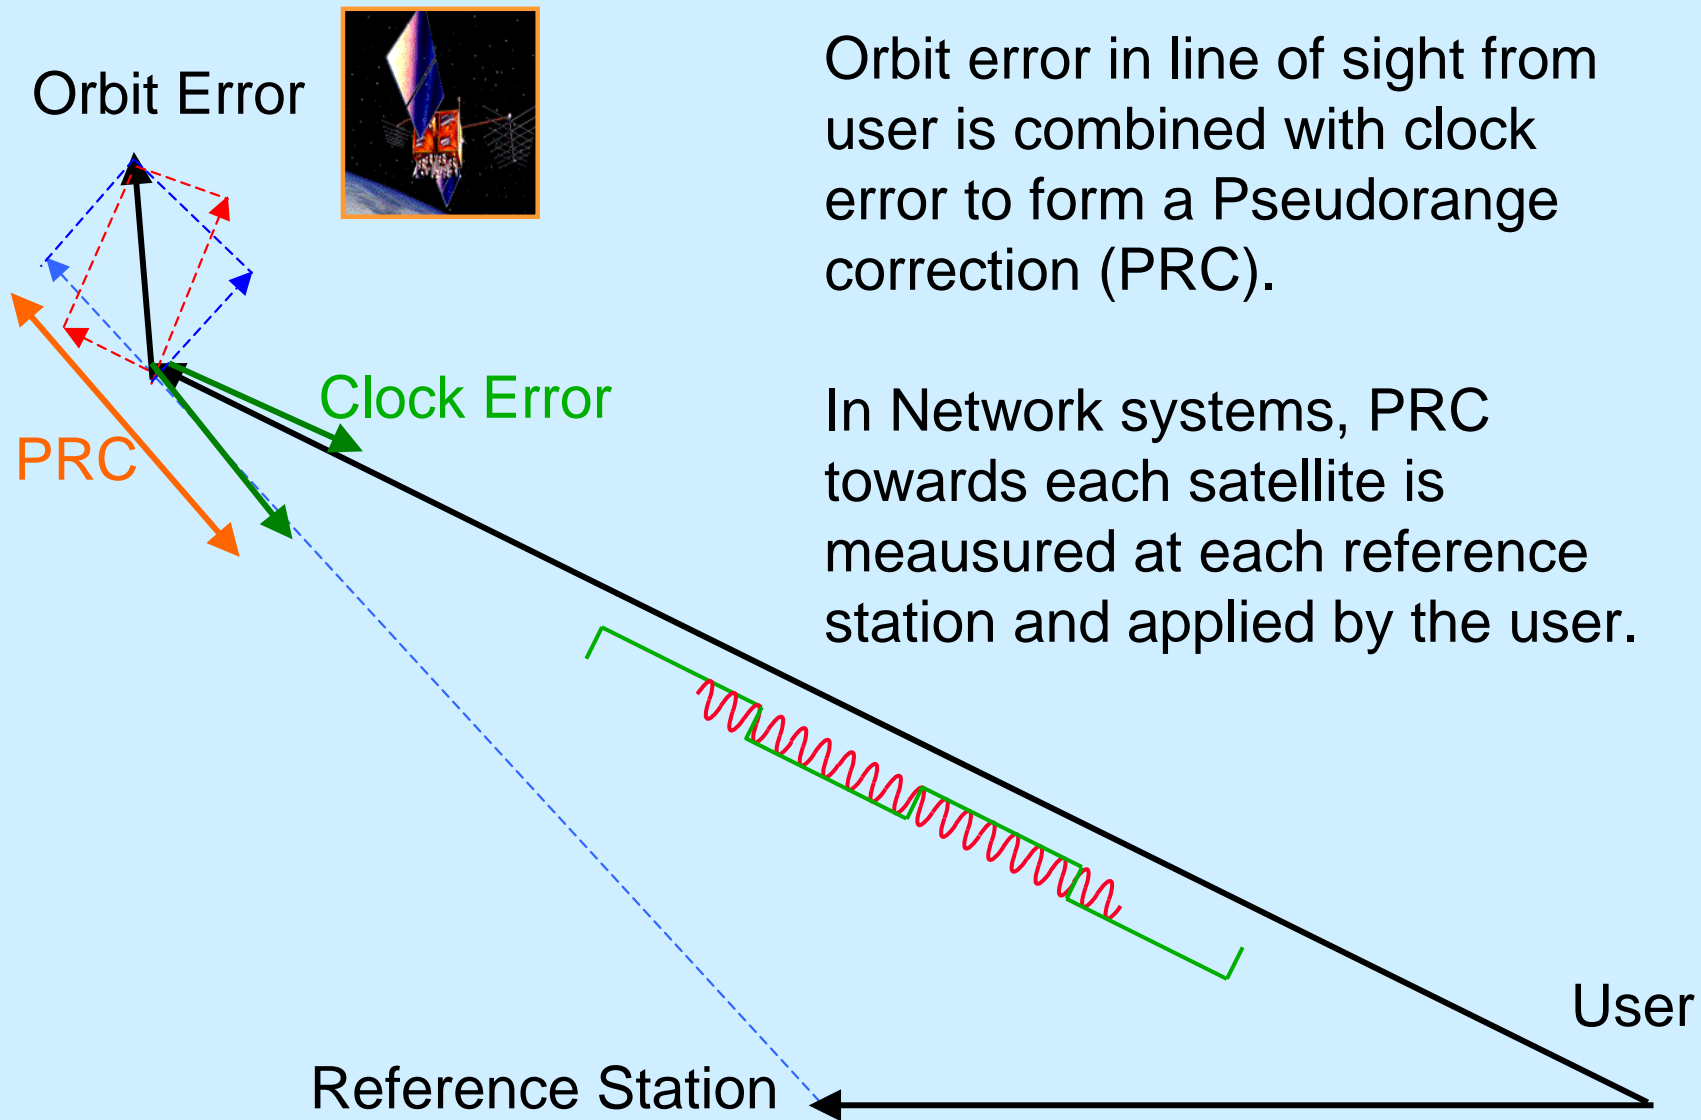 Orbit Error
Orbit error in line of sight from
user is combined with clock
error to form a Pseudorange
correction (PRC).
Clock Error
PRC
In Network systems, PRC
towards each satellite is
meausured at each reference
station and applied by the user.
User
Reference Station